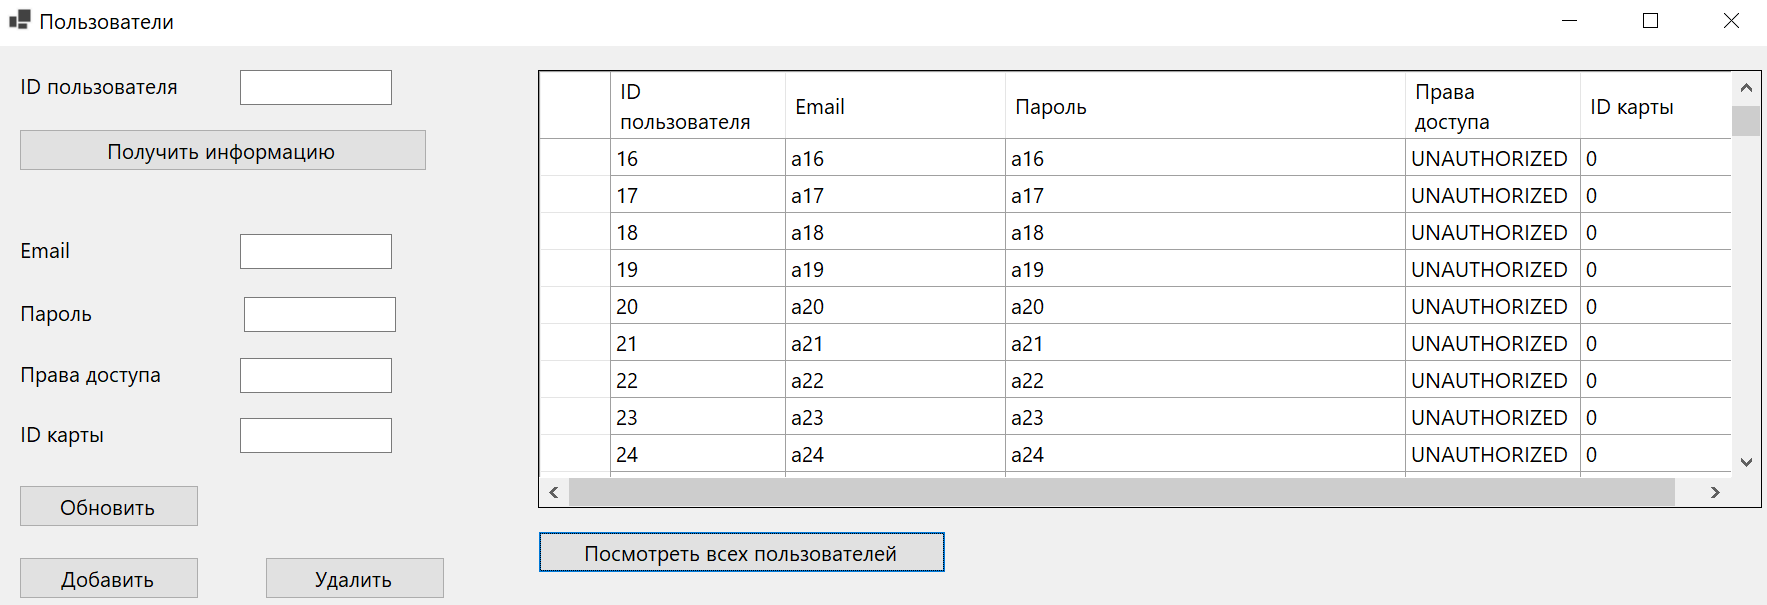 Пользователи
ID пользователя
Получить информацию
Email
Пароль
Права доступа
ID карты
Обновить
Добавить Удалить
ID пользователя Email Пароль Права доступа ID карты
16 a16 a16 UNAUTHORIZED 0
17 a17 a17 UNAUTHORIZED 0
18 a18 a18 UNAUTHORIZED 0
19 a19 a19 UNAUTHORIZED 0
20 a20 a20 UNAUTHORIZED 0
21 a21 a21 UNAUTHORIZED 0
22 a22 a22 UNAUTHORIZED 0
23 a23 a23 UNAUTHORIZED 0
24 a24 a24 UNAUTHORIZED 0
Посмотреть всех пользователей